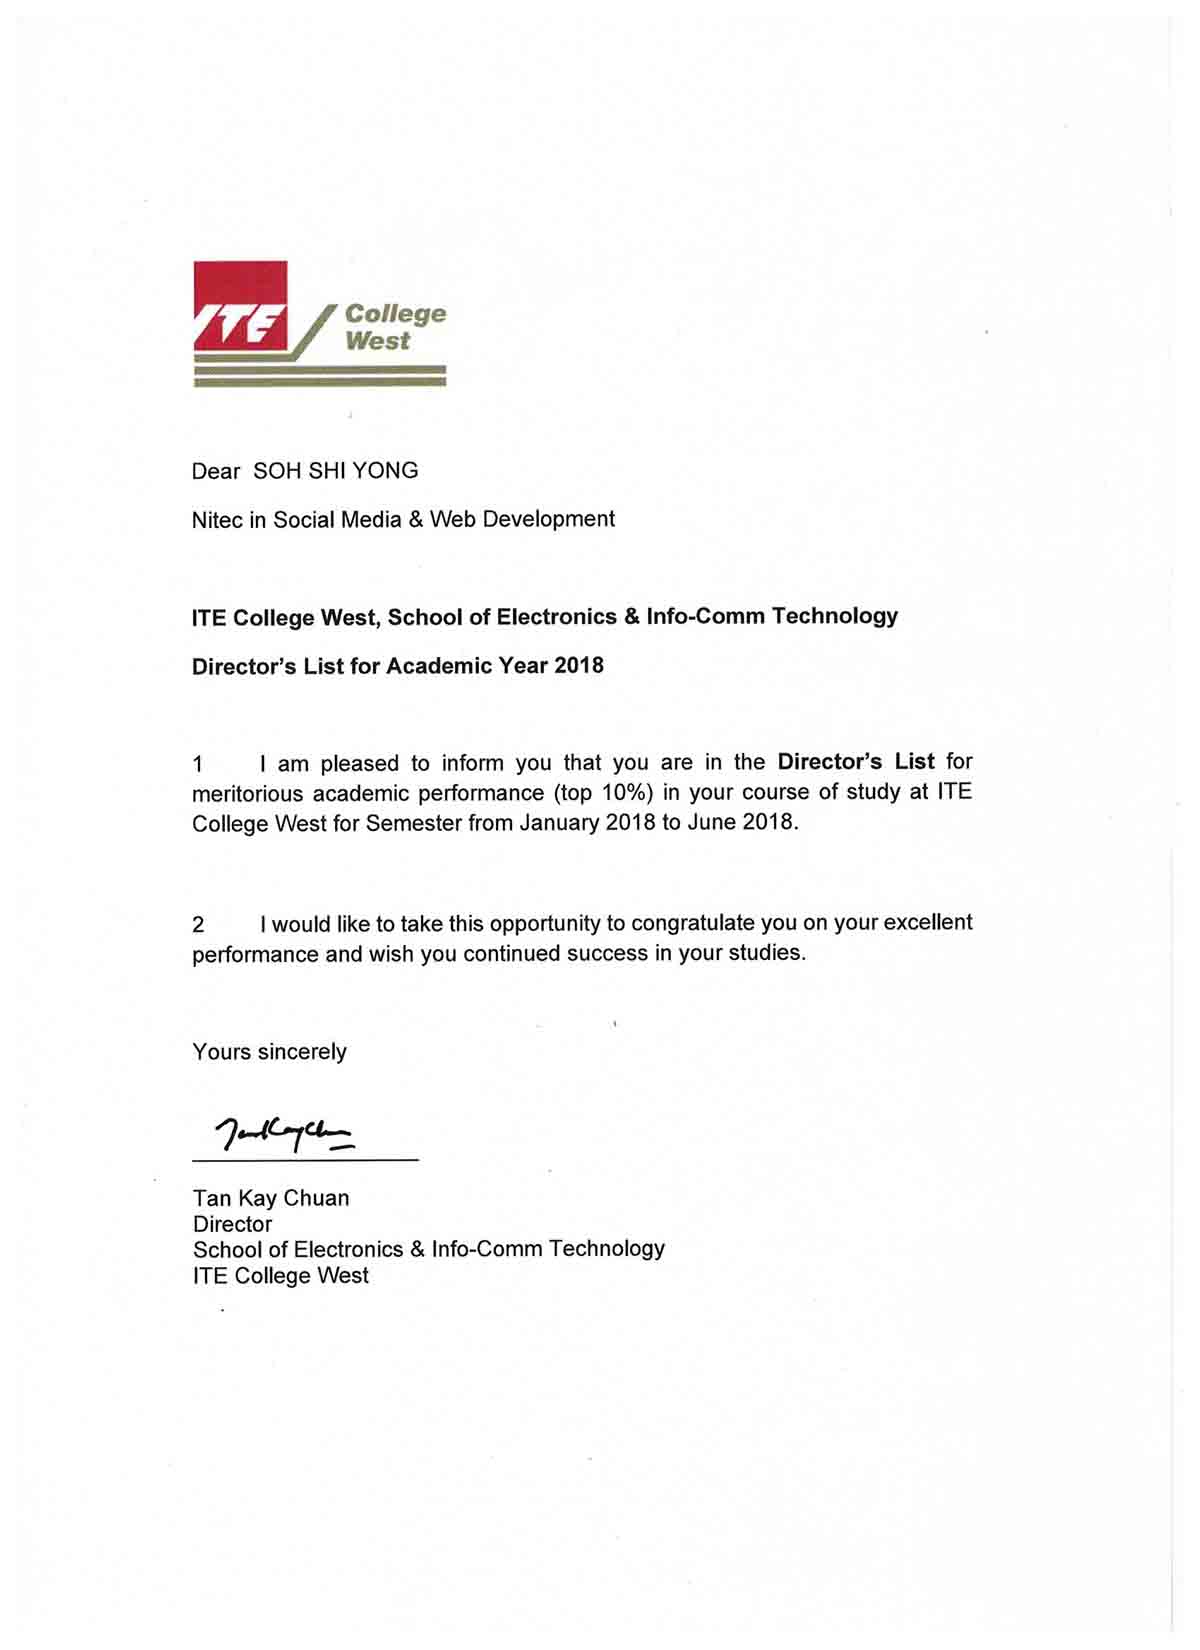 ITE College
West
Dear SOH SHI YONG
Nitec in Social Media & Web Development
ITE College West, School of Electronics & Info-Comm Technology
Director's List for Academic Year 2018
1 I am pleased to inform you that you are in the Director's List for
meritorious academic performance (top 10%) in your course of study at ITE
College West for Semester from January 2018 to June 2018.
2 I would like to take this opportunity to congratulate you on your excellent
performance and wish you continued success in your studies.
Yours sincerely
Tan Kay Chuan
Director
School of Electronics & Info-Comm Technology
ITE College West